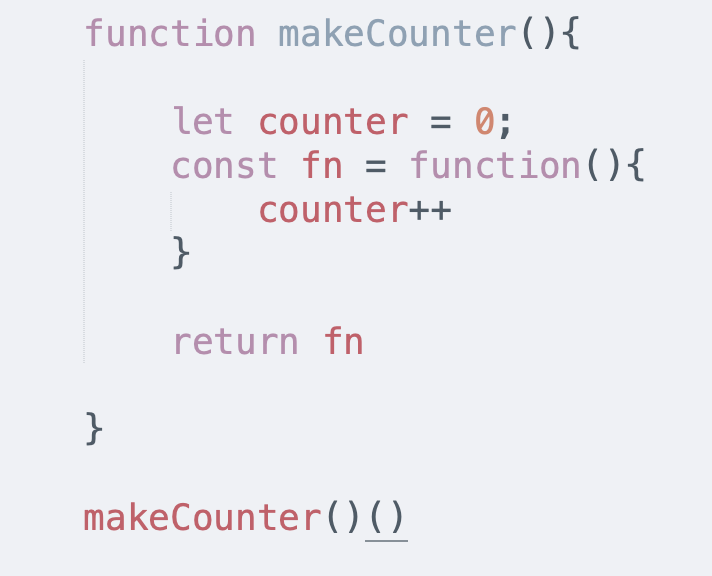 function makeCounter(){
let counter = 0;
const fn = function(){
counter++
}
return fn
}
makeCounter()()